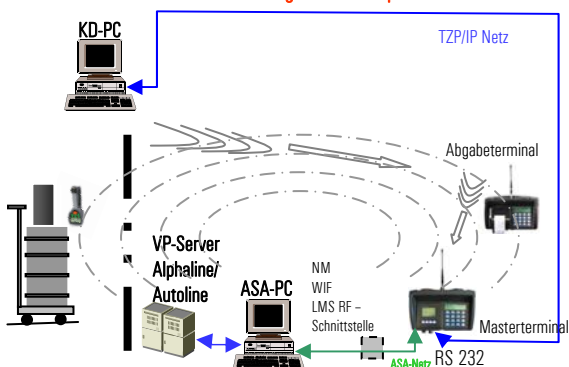 KD-PC
TZP/IP Netz
Abgabeterminal
VP-Server
Alphaline/
Autoline
ASA-PC
NM
WIF
LMS RF –
Schnittstelle
Masterterminal
ASA-Netz
RS 232